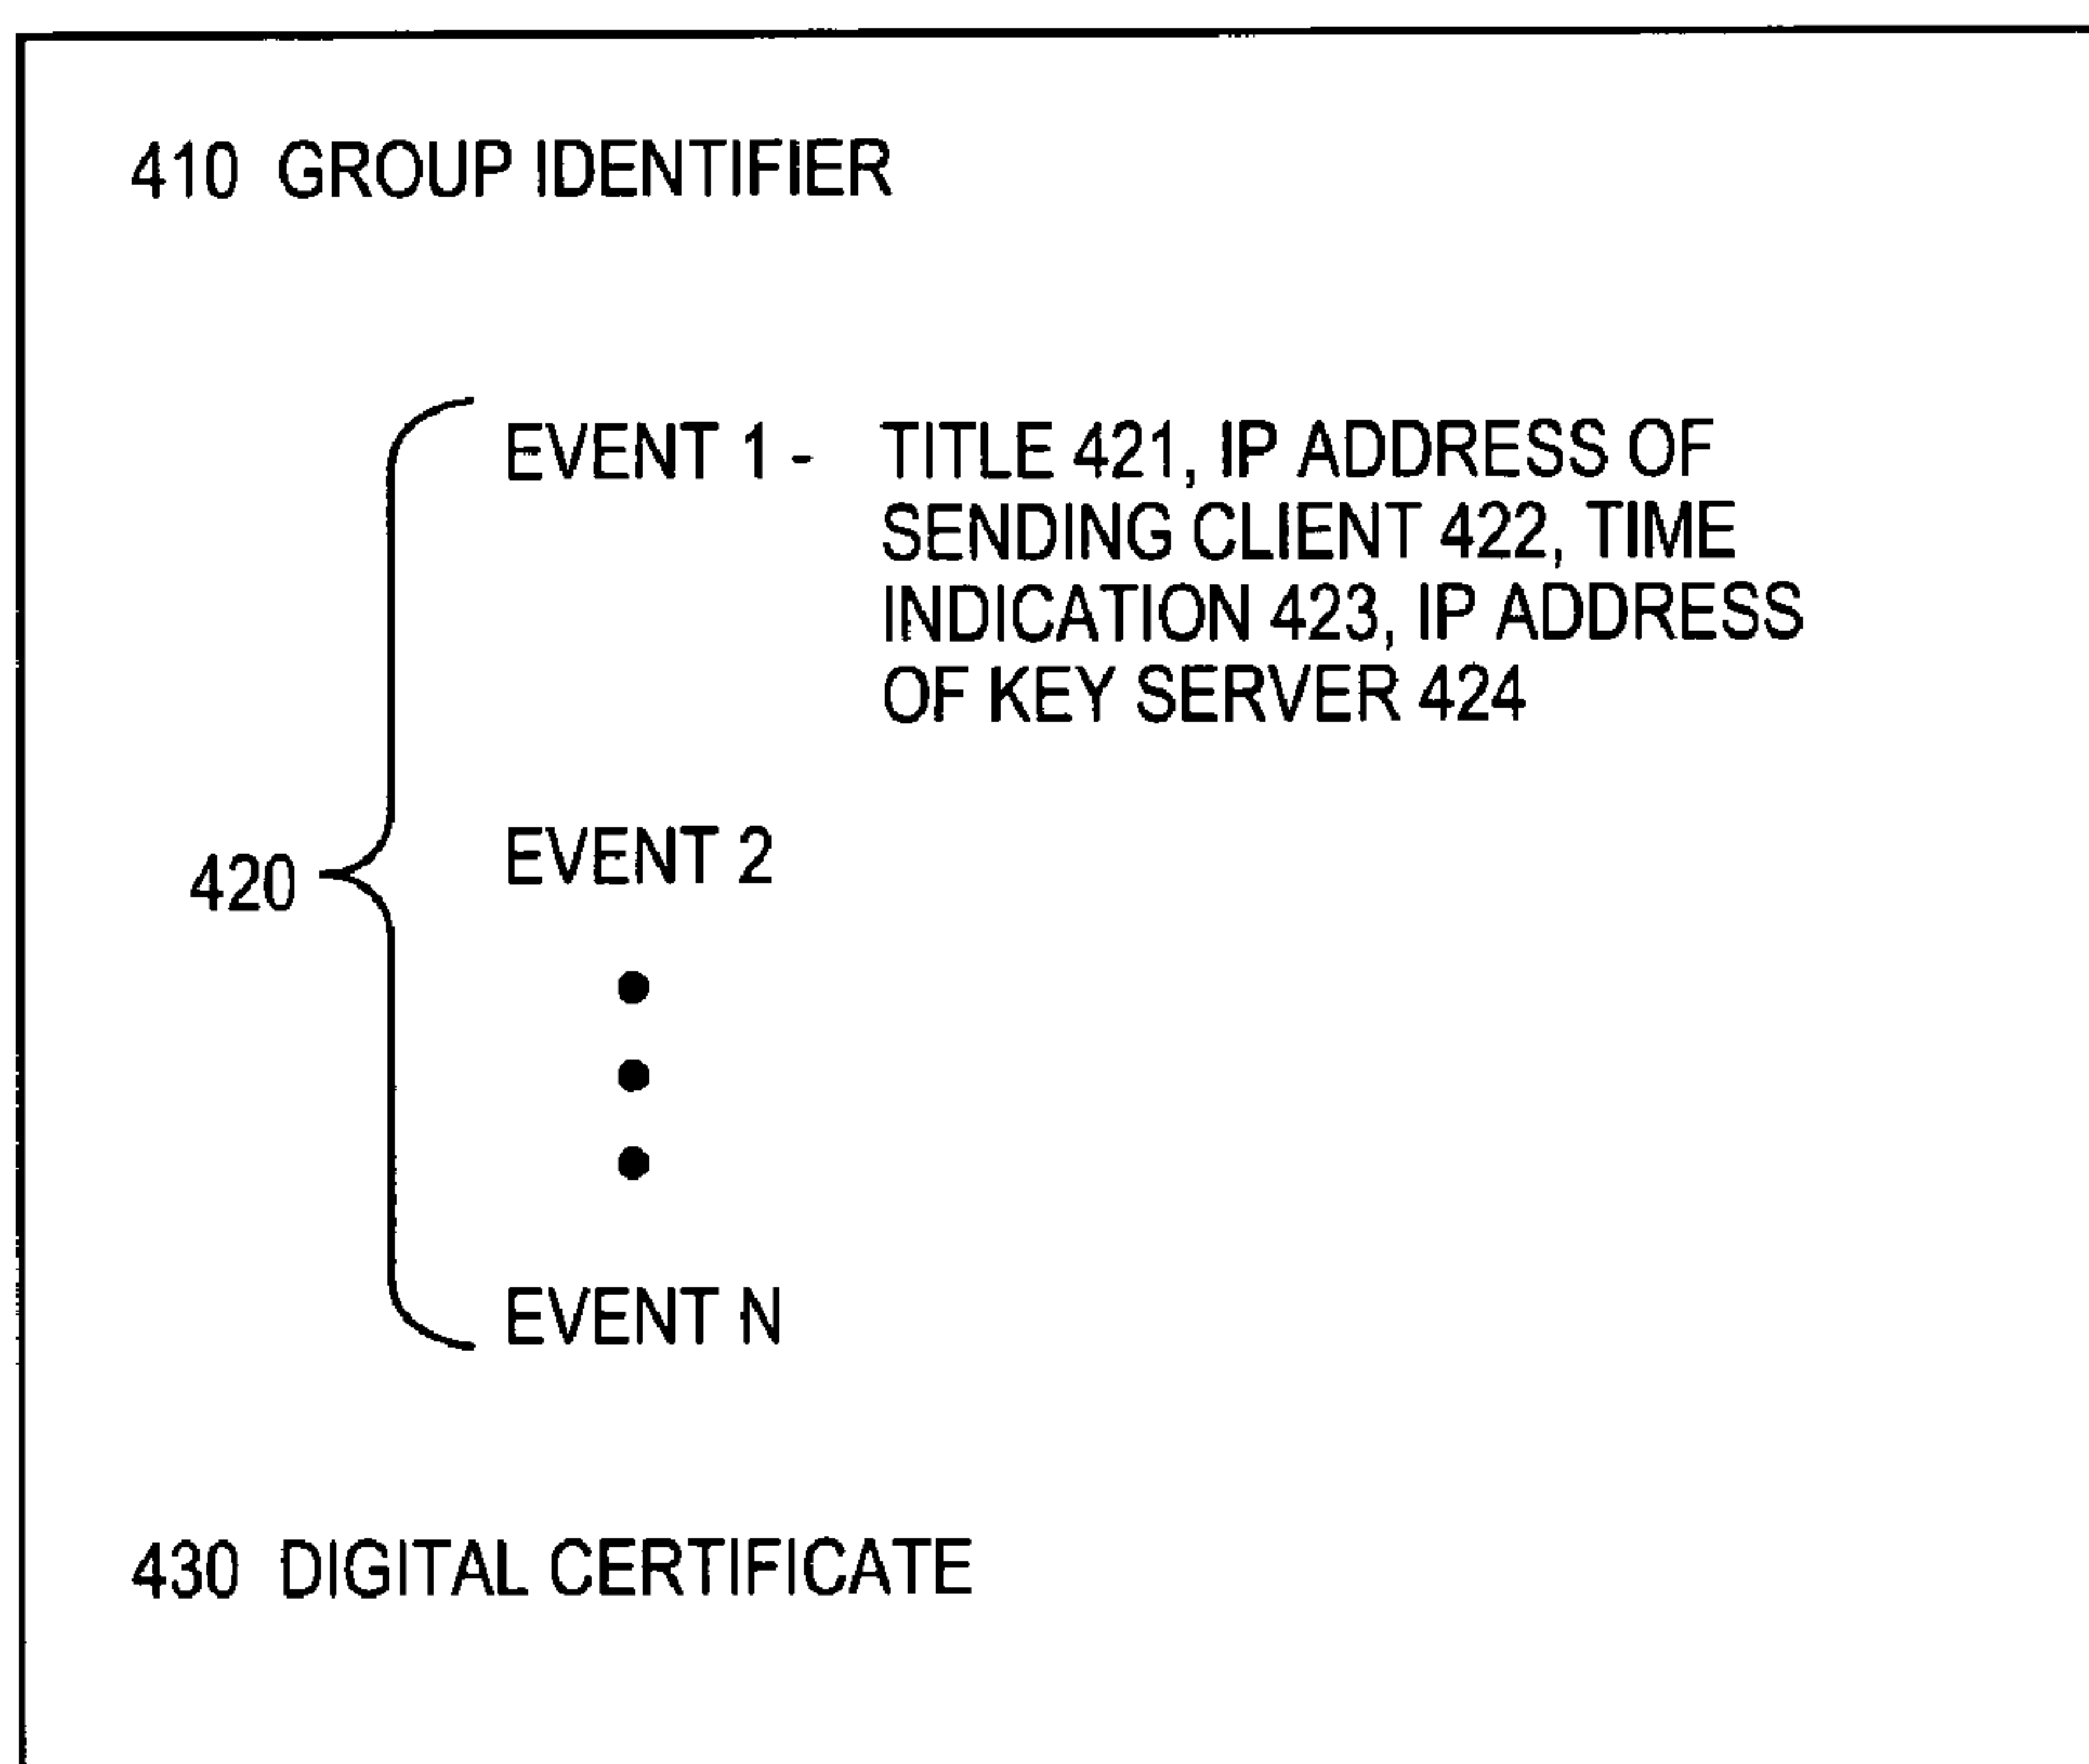 410 GROUP IDENTIFIER
EVENT 1 - TITLE 421, IP ADDRESS OF
SENDING CLIENT 422, TIME
INDICATION 423, IP ADDRESS
OF KEY SERVER 424
420
EVENT 2
EVENT N
430 DIGITAL CERTIFICATE